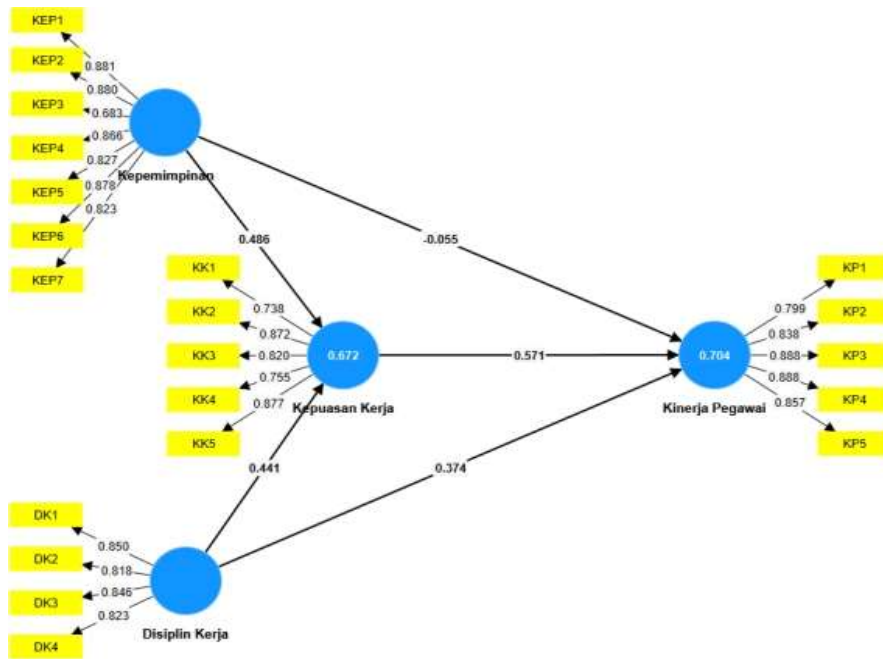 KEP1
KEP2
KEP3
KEP4
KEP5
KEP6
KEP7
0.881
0.880
0.683
0.866
0.827
0.878
0.823
Kepemimpinan
0.486
-0.055
KK1
KK2
KK3
KK4
KK5
0.738
0.872
0.820
0.755
0.877
0.672
Kepuasan Kerja
0.571
0.704
Kinerja Pegawai
0.799
0.838
0.888
0.888
0.857
KP1
KP2
KP3
KP4
KP5
0.441
0.374
DK1
DK2
DK3
DK4
0.850
0.818
0.846
0.823
Disiplin Kerja